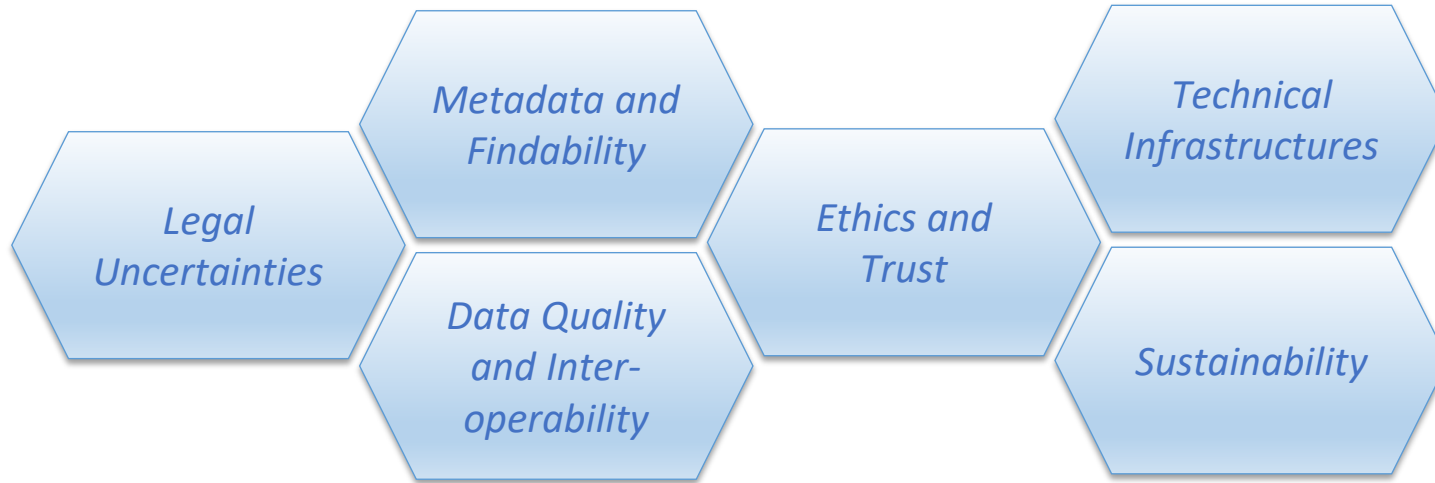 Legal
Uncertainties
Metadata and
Findability
Data Quality
and Inter-
operability
Ethics and
Trust
Technical
Infrastructures
Sustainability